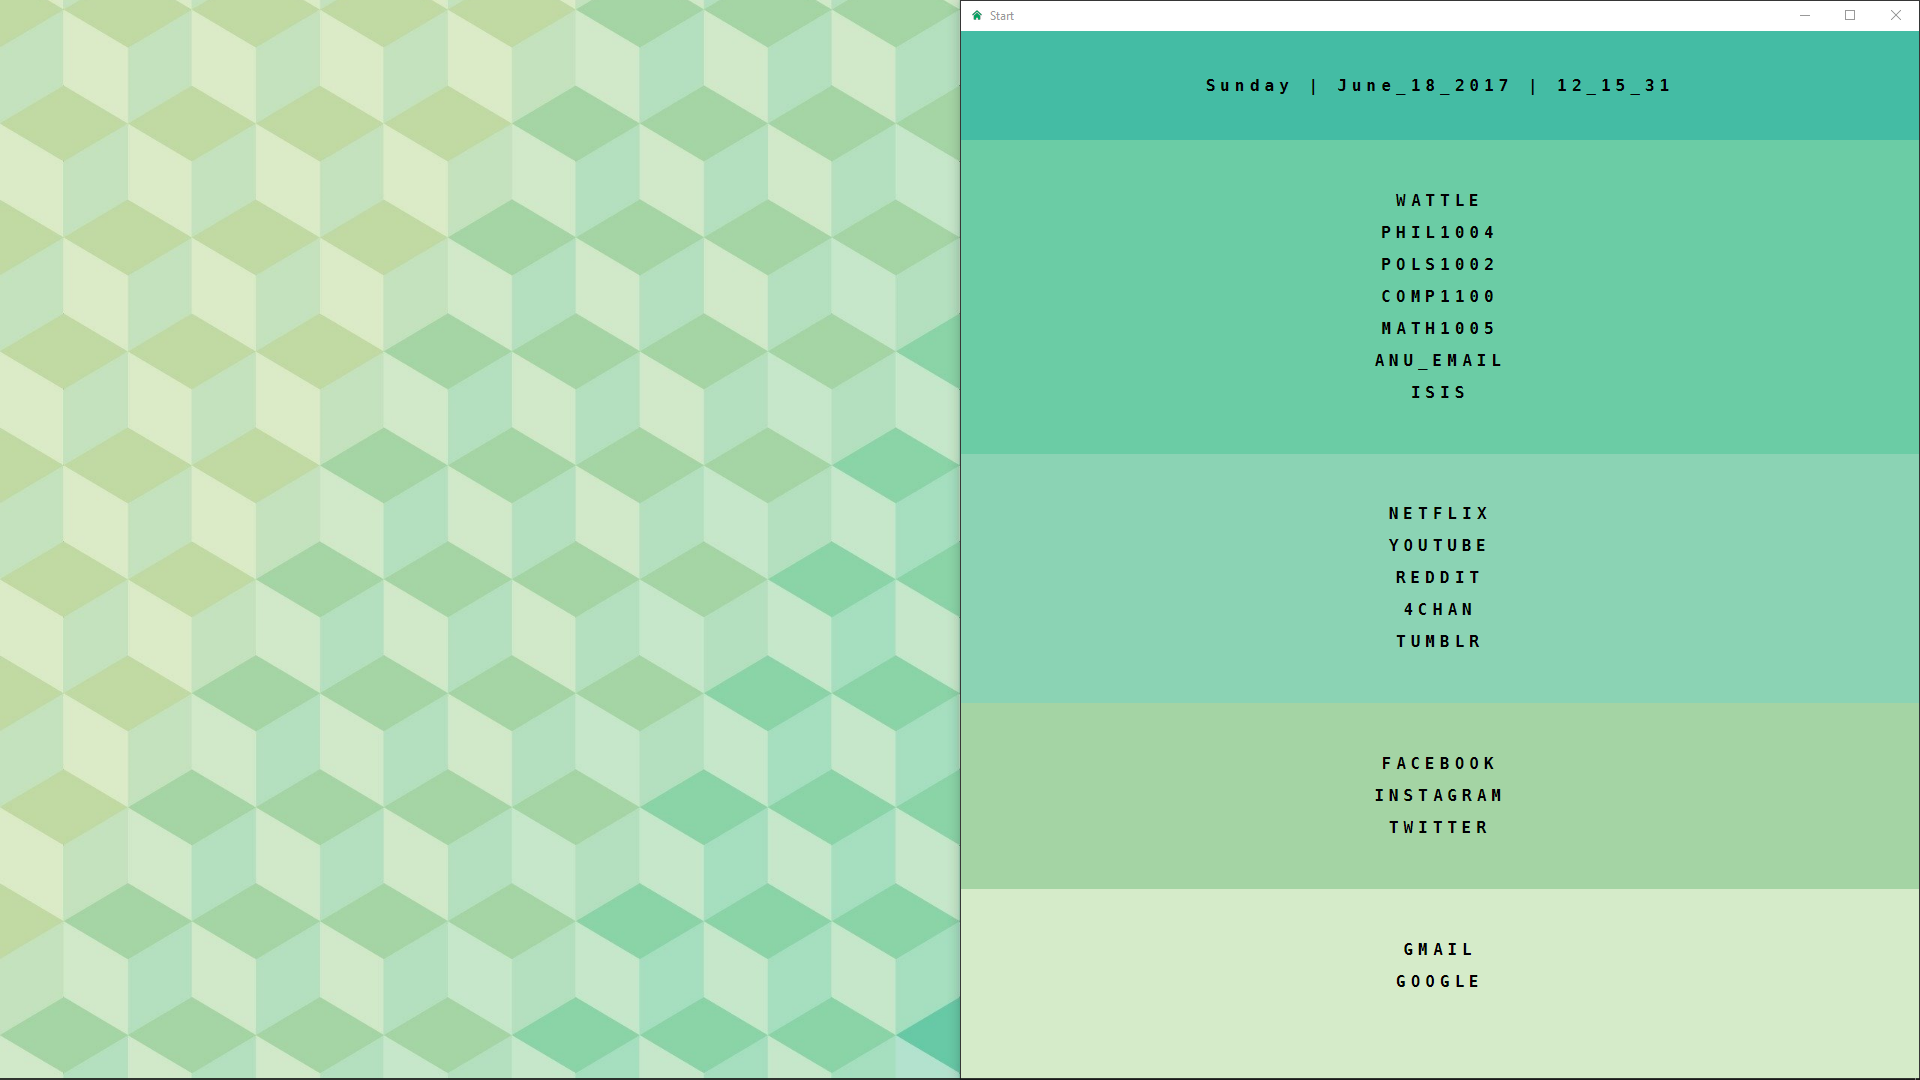 Start
Sunday | June_18_2017 | 12_15_31
WATTLE
PHIL1004
POLS1002
COMP1100
MATH1005
ANU_EMAIL
ISIS
NETFLIX
YOUTUBE
REDDIT
4CHAN
TUMBLR
FACEBOOK
INSTAGRAM
TWITTER
GMAIL
GOOGLE